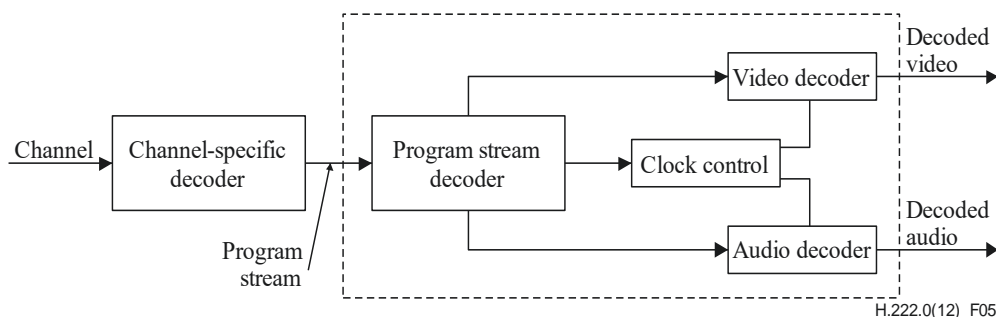 Decoded
video
Video decoder
Channel
Channel-specific
decoder
Program stream
decoder
Clock control
Program
stream
Decoded
audio
Audio decoder
H.222.0(12)_F05